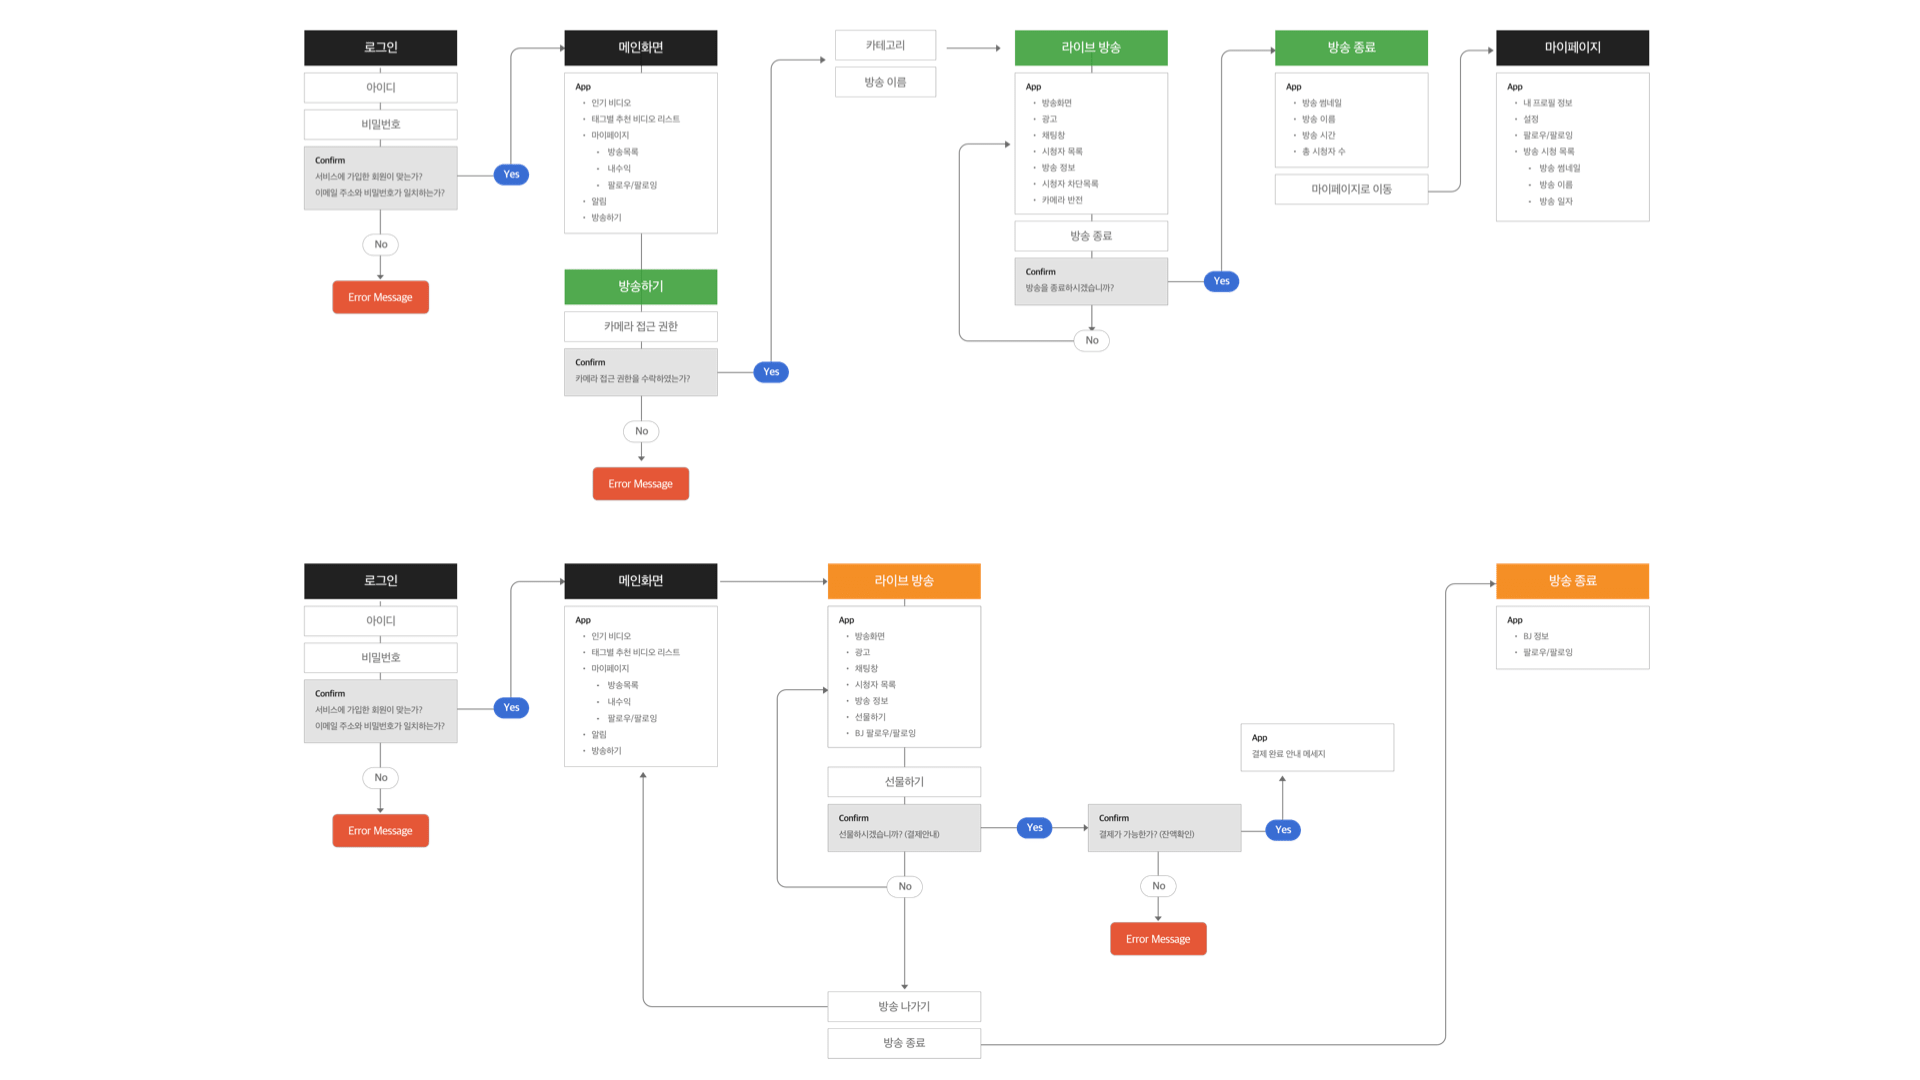 로그인
아이디
비밀번호
Confirm
서비스에 가입한 회원이 맞는가?
이메일 주소와 비밀번호가 일치하는가?
Yes
No
Error Message
메인화면
App
인기 비디오
태그별 추천 비디오 리스트
마이페이지
방송목록
내수익
팔로우/팔로잉
알림
방송하기
방송하기
카메라 접근 권한
Confirm
카메라 접근 권한을 수락하였는가?
Yes
No
Error Message
카테고리
방송 이름
라이브 방송
App
방송화면
광고
채팅창
시청자 목록
방송 정보
시청자 차단목록
카메라 반전
방송 종료
Confirm
방송을 종료하시겠습니까?
Yes
No
방송 종료
App
방송 썸네일
방송 이름
방송 시간
총 시청자 수
마이페이지로 이동
마이페이지
App
내 프로필 정보
설정
팔로우/팔로잉
방송 시청 목록
방송 썸네일
방송 이름
방송 일자
로그인
아이디
비밀번호
Confirm
서비스에 가입한 회원이 맞는가?
이메일 주소와 비밀번호가 일치하는가?
Yes
No
Error Message
메인화면
App
인기 비디오
태그별 추천 비디오 리스트
마이페이지
방송목록
내수익
팔로우/팔로잉
알림
방송하기
라이브 방송
App
방송화면
광고
채팅창
시청자 목록
방송 정보
선물하기
BJ 팔로우/팔로잉
선물하기
Confirm
선물하시겠습니까? (결제안내)
Yes
No
Confirm
결제가 가능한가? (잔액확인)
Yes
No
Error Message
App
결제 완료 안내 메세지
방송 나가기
방송 종료
방송 종료
App
BJ 정보
팔로우/팔로잉